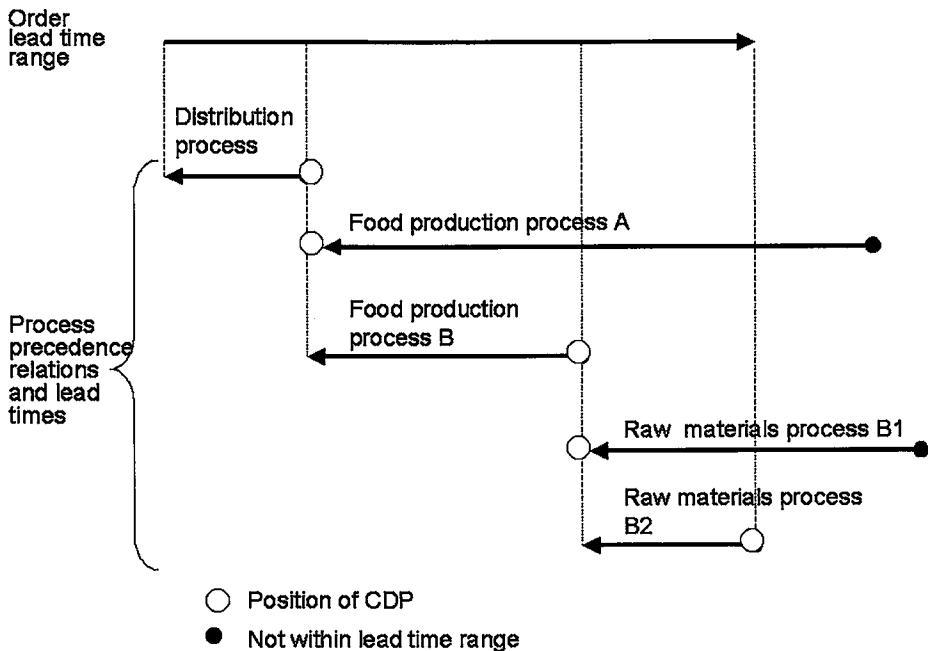 Order
lead time
range
Distribution
process
Food production process A
Food production
process B
Process
precedence
relations
and lead
times
Raw materials process B1
Raw materials process
B2
Position of CDP
Not within lead time range